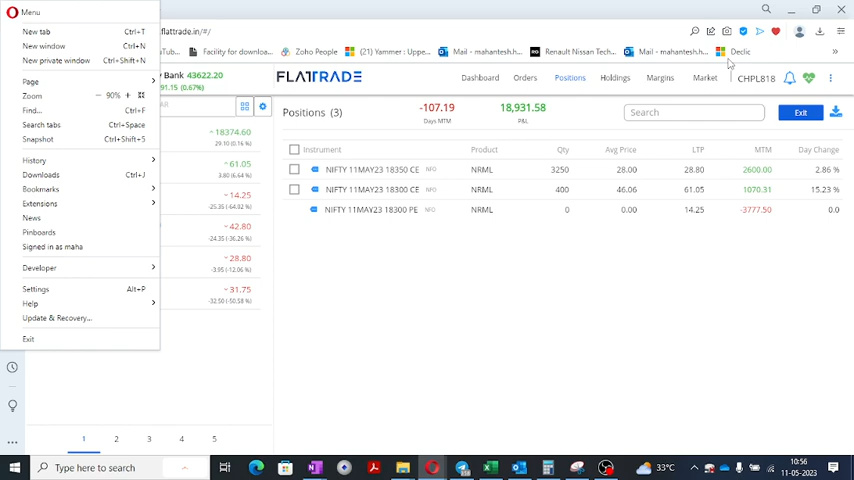 Menu
New tab Ctrl+T
New window Ctrl+N
New private window Ctrl+Shift+N
Page
Zoom 90% +
Find... Ctrl+F
Search tabs Ctrl+Space
Snapshot Ctrl+Shift+5
History
Downloads Ctrl+J
Bookmarks
Extensions
News
Pinboards
Signed in as maha
Developer
Settings Alt+P
Help
Update & Recovery...
Exit
flattrade.in/#/
Facility for downloa... Zoho People (21) Yammer : Uppe... Mail - mahantesh.h... Renault Nissan Tech... Mail - mahantesh.h... Declic »
y Bank 43622.20
91.15 (0.67%)
FLATTRADE
Dashboard Orders Positions Holdings Margins Market CHPL818
18374.60
29.10 (0.16 %)
61.05
3.80 (6.64 %)
14.25
-25.35 (-64.02 %)
42.80
-24.35 (-36.26 %)
28.80
-3.95 (-12.06 %)
31.75
-32.50 (-50.58 %)
1 2 3 4 5
Positions (3) -107.19 18,931.58 Search Exit
Days MTM P&L
Instrument Product Qty Avg Price LTP MTM Day Change
NIFTY 11MAY23 18350 CE NFO NRML 3250 28.00 28.80 2600.00 2.86 %
NIFTY 11MAY23 18300 CE NFO NRML 400 46.06 61.05 1070.31 15.23 %
NIFTY 11MAY23 18300 PE NFO NRML 0 0.00 14.25 -3777.50 0.0
Type here to search 33°C 10:56
11-05-2023